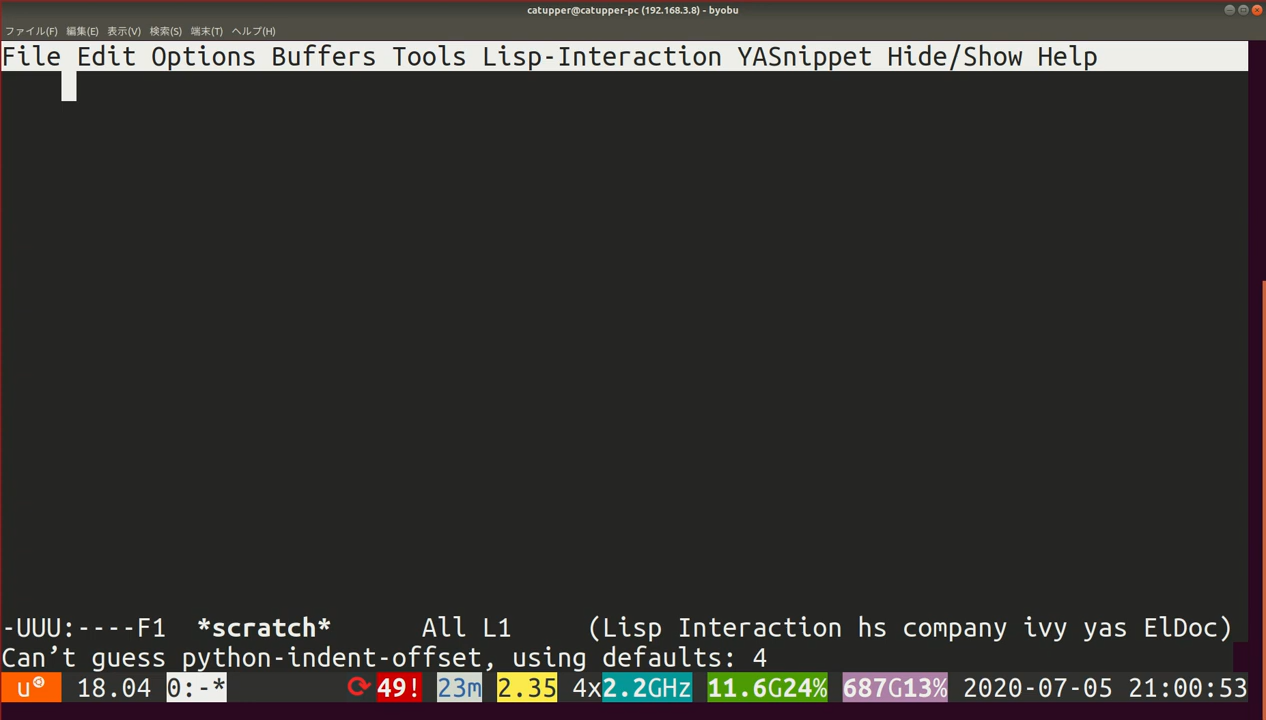 catupper@catupper-pc (192.168.3.8) - byobu
ファイル(F) 編集(E) 表示(V) 検索(S) 端末(T) ヘルプ(H)
File Edit Options Buffers Tools Lisp-Interaction YASnippet Hide/Show Help
-UUU:----F1 *scratch* All L1 (Lisp Interaction hs company ivy yas ElDoc)
Can’t guess python-indent-offset, using defaults: 4
u 18.04 0:-* ⟳49! 23m 2.35 4x2.2GHz 11.6G24% 687G13% 2020-07-05 21:00:53